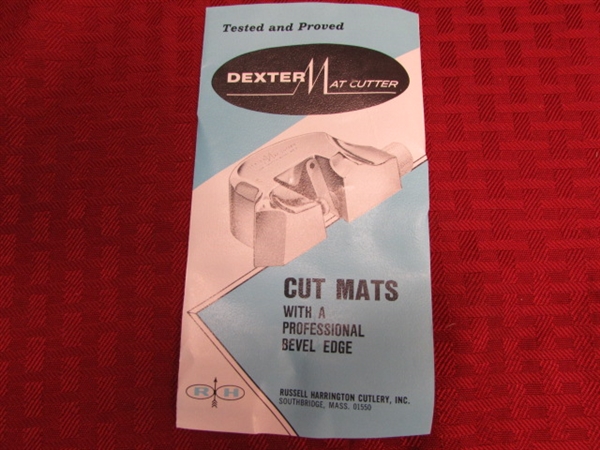 Tested and Proved
DEXTER MAT CUTTER
CUT MATS
WITH A
PROFESSIONAL
BEVEL EDGE
R H
RUSSELL HARRINGTON CUTLERY, INC.
SOUTHBRIDGE, MASS. 01550